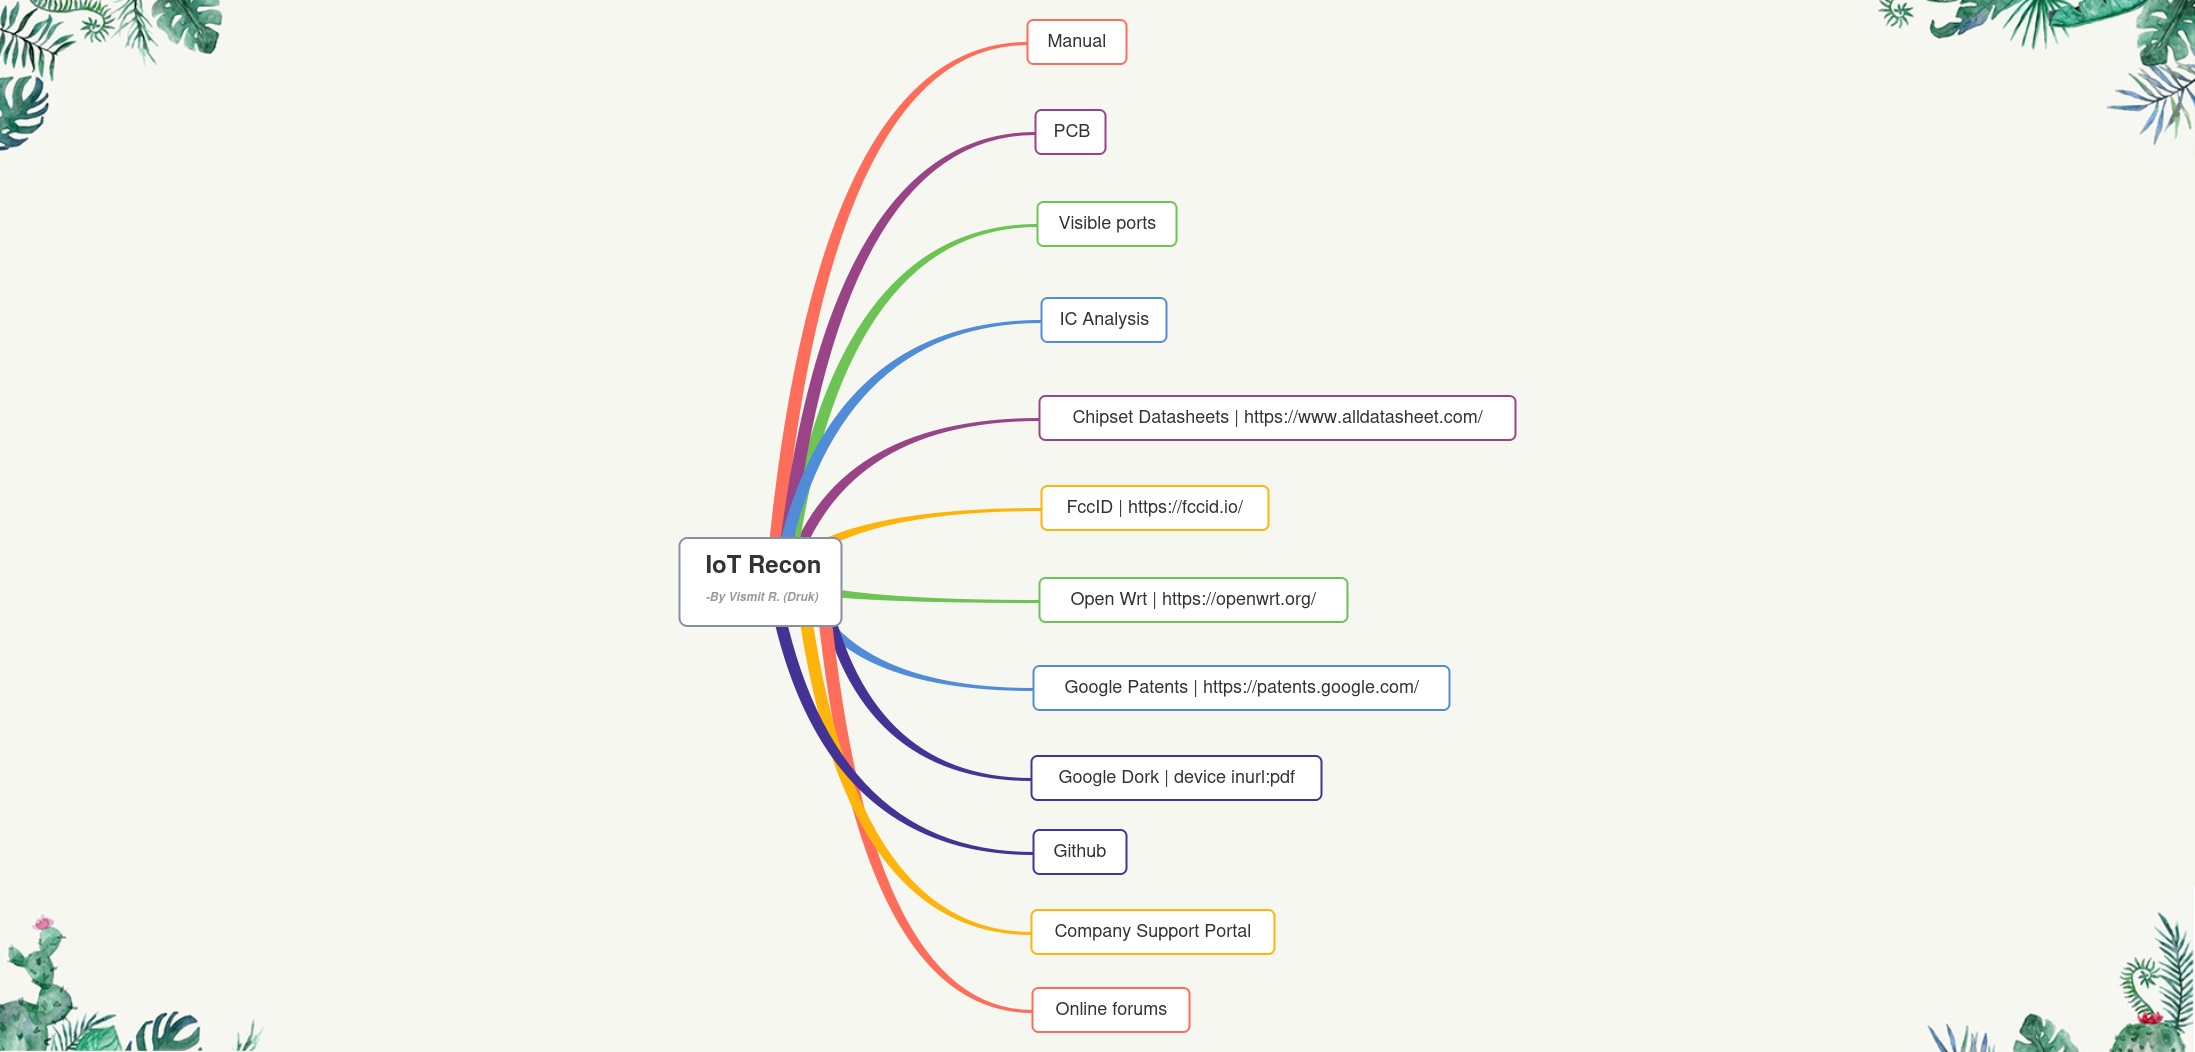 Manual
PCB
Visible ports
IC Analysis
Chipset Datasheets | https://www.alldatasheet.com/
FccID | https://fccid.io/
IoT Recon
-By Vismit R. (Druk)
Open Wrt | https://openwrt.org/
Google Patents | https://patents.google.com/
Google Dork | device inurl:pdf
Github
Company Support Portal
Online forums